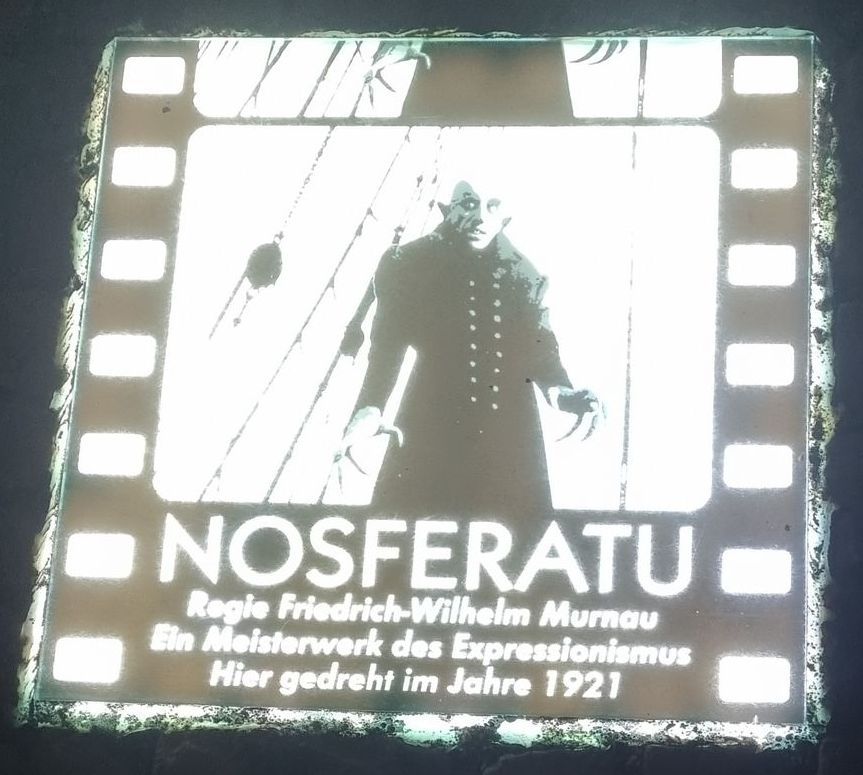 NOSFERATU
Regie Friedrich-Wilhelm Murnau
Ein Meisterwerk des Expressionismus
Hier gedreht im Jahre 1921